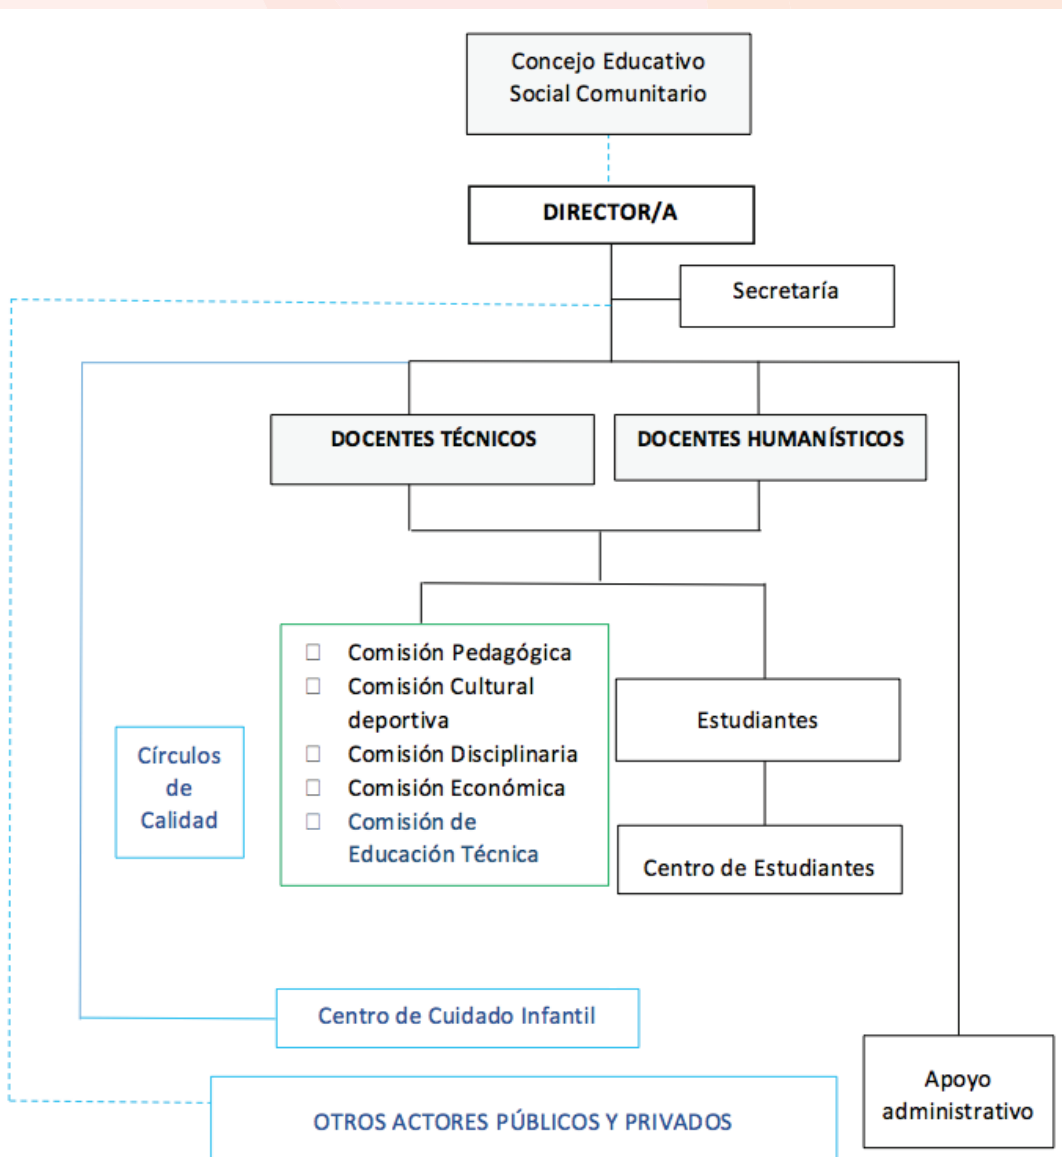 Concejo Educativo
Social Comunitario
DIRECTOR/A
Secretaría
DOCENTES TÉCNICOS
DOCENTES HUMANÍSTICOS
☐ Comisión Pedagógica
☐ Comisión Cultural
deportiva
☐ Comisión Disciplinaria
☐ Comisión Económica
☐ Comisión de
Educación Técnica
Estudiantes
Círculos
de
Calidad
Centro de Estudiantes
Centro de Cuidado Infantil
Apoyo
administrativo
OTROS ACTORES PÚBLICOS Y PRIVADOS